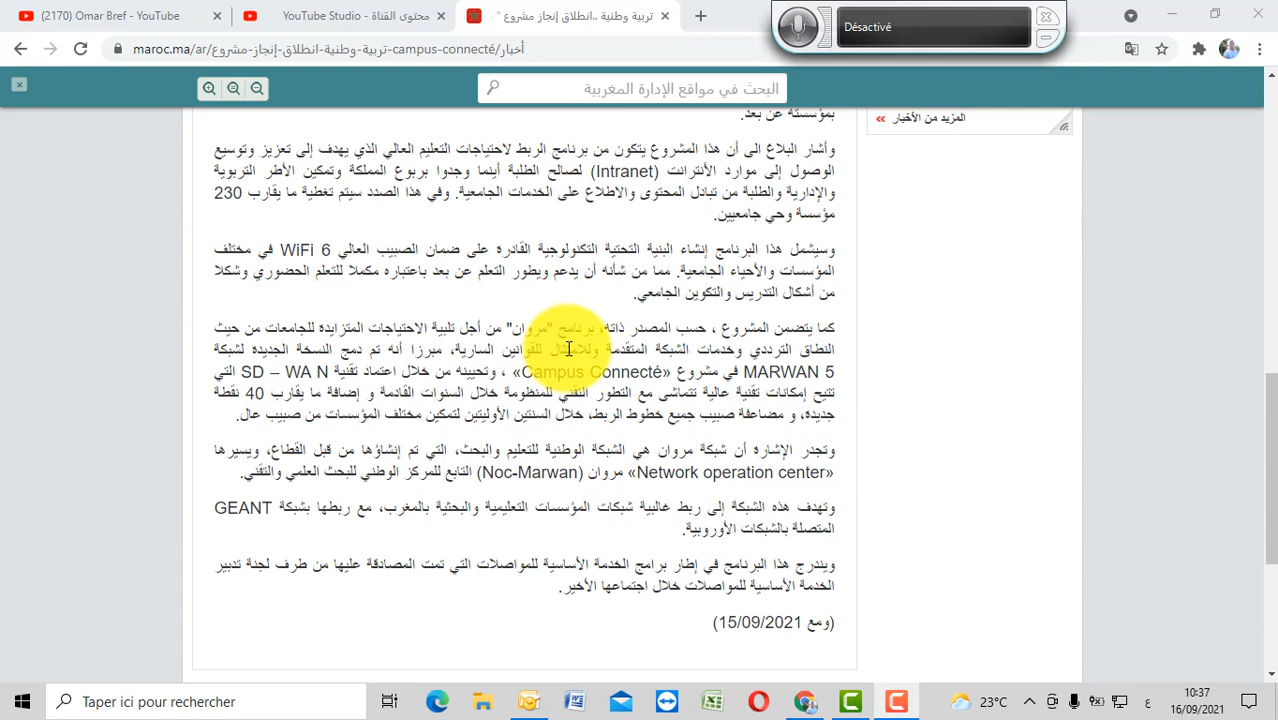 (2170) Omar Bref - YouTube
محتوى القناة - YouTube Studio
تربية وطنية ..انطلاق إنجاز مشروع "
Désactivé
البحث في مواقع الإدارة المغربية
المزيد من الأخبار
بمؤسسته عن بعد.
وأشار البلاغ الى أن هذا المشروع يتكون من برنامج الربط لاحتياجات التعليم العالي الذي يهدف إلى تعزيز وتوسيع
الوصول إلى موارد الأنترانت (Intranet) لصالح الطلبة أينما وجدوا بربوع المملكة وتمكين الأطر التربوية
والإدارية والطلبة من تبادل المحتوى والاطلاع على الخدمات الجامعية. وفي هذا الصدد سيتم تغطية ما يقارب 230
مؤسسة وحي جامعيين.
وسيشمل هذا البرنامج إنشاء البنية التحتية التكنولوجية القادرة على ضمان الصبيب العالي WiFi 6 في مختلف
المؤسسات والأحياء الجامعية. مما من شأنه أن يدعم ويطور التعلم عن بعد باعتباره مكملا للتعلم الحضوري وشكلا
من أشكال التدريس والتكوين الجامعي.
كما يتضمن المشروع ، حسب المصدر ذاته، برنامج "مروان" من أجل تلبية الاحتياجات المتزايدة للجامعات من حيث
النطاق الترددي وخدمات الشبكة المتقدمة وللامتثال للقوانين السارية، مبرزا أنه تم دمج النسخة الجديدة لشبكة
MARWAN 5 في مشروع «Campus Connecté» ، وتحيينه من خلال اعتماد تقنية SD – WA N التي
تتيح إمكانات تقنية عالية تتماشى مع التطور التقني للمنظومة خلال السنوات القادمة و إضافة ما يقارب 40 نقطة
جديدة، و مضاعفة صبيب جميع خطوط الربط، خلال السنتين الأوليتين لتمكين مختلف المؤسسات من صبيب عال.
وتجدر الإشارة أن شبكة مروان هي الشبكة الوطنية للتعليم والبحث، التي تم إنشاؤها من قبل القطاع، ويسيرها
«Network operation center» مروان (Noc-Marwan) التابع للمركز الوطني للبحث العلمي والتقني.
وتهدف هذه الشبكة إلى ربط غالبية شبكات المؤسسات التعليمية والبحثية بالمغرب، مع ربطها بشبكة GEANT
المتصلة بالشبكات الأوروبية.
ويندرج هذا البرنامج في إطار برامج الخدمة الأساسية للمواصلات التي تمت المصادقة عليها من طرف لجنة تدبير
الخدمة الأساسية للمواصلات خلال اجتماعها الأخير.
(ومع 15/09/2021)
Taper ici pour rechercher
23°C
ع
10:37
16/09/2021